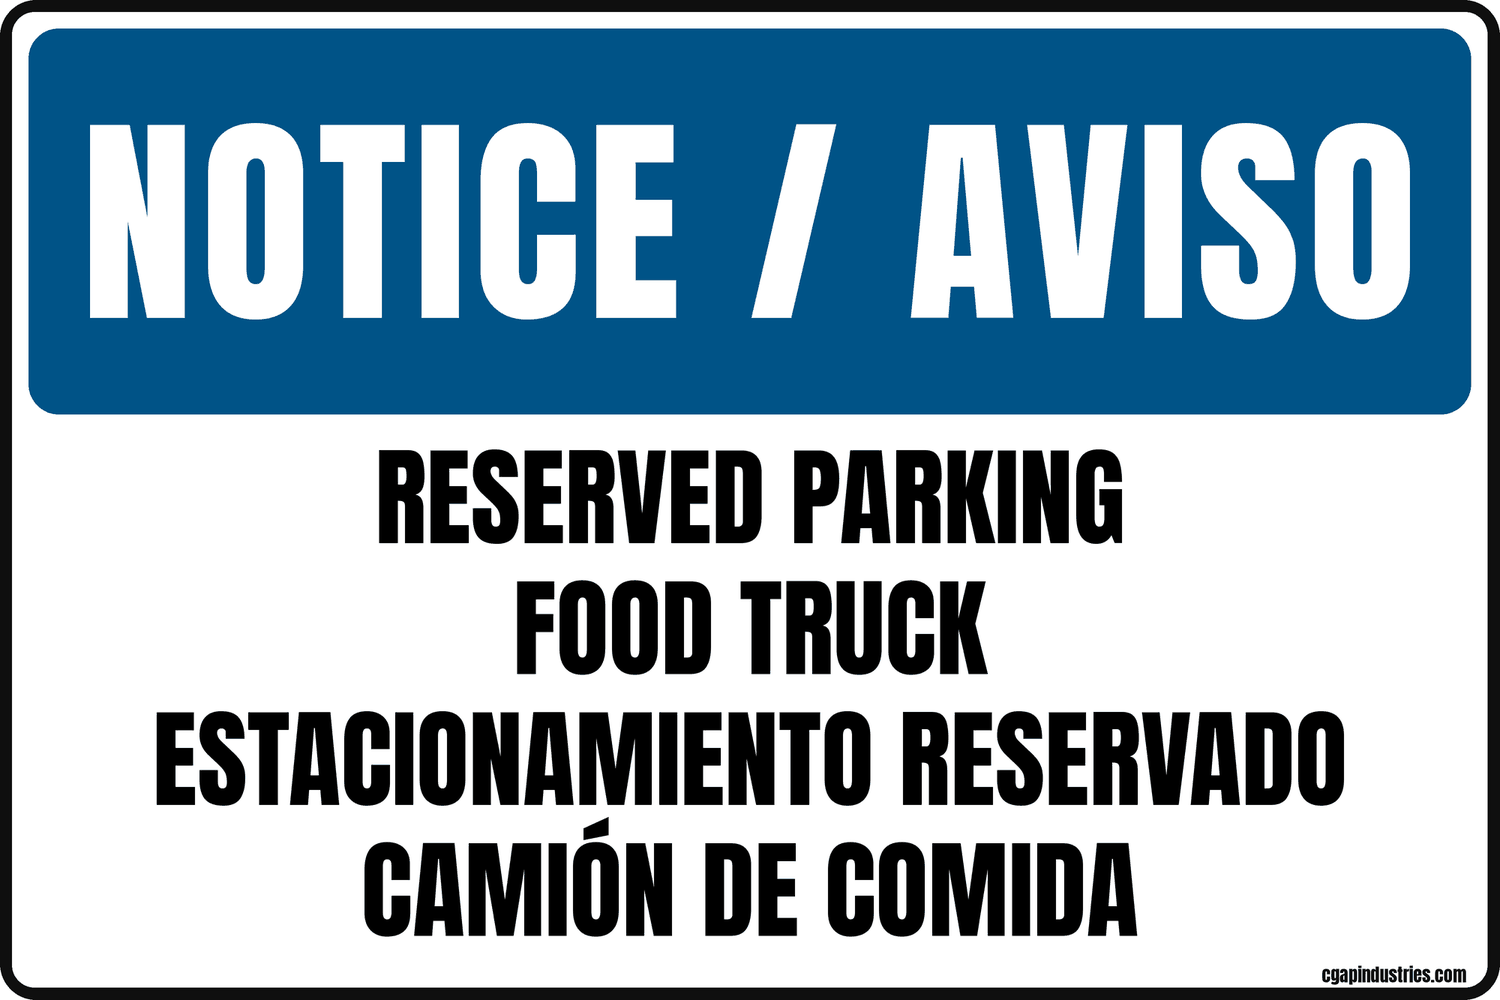 NOTICE / AVISO
RESERVED PARKING
FOOD TRUCK
ESTACIONAMIENTO RESERVADO
CAMIÓN DE COMIDA
cgapindustries.com